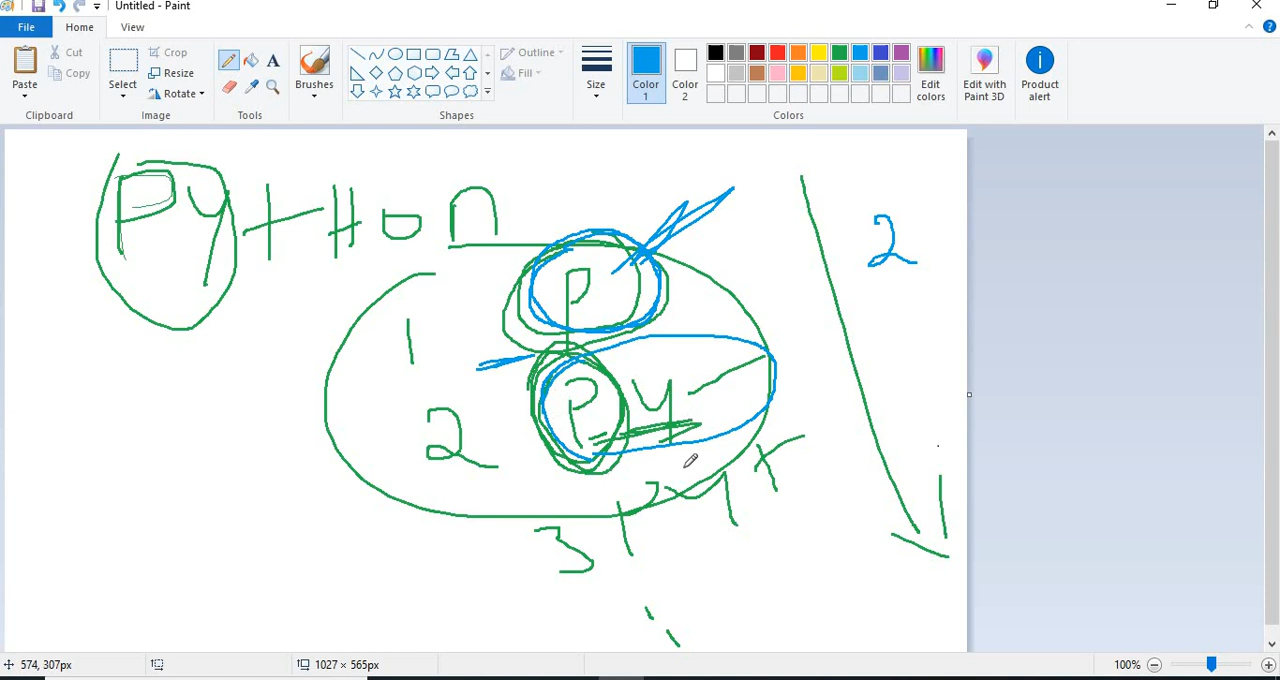 Untitled - Paint
File Home View
Paste
Cut
Copy
Clipboard
Select
Crop
Resize
Rotate
Image
Tools
Brushes
Outline
Fill
Shapes
Size
Color 1
Color 2
Edit colors
Colors
Edit with Paint 3D
Product alert
PytHon
2
P
1
2 Py
3
574, 307px
1027 × 565px
100%